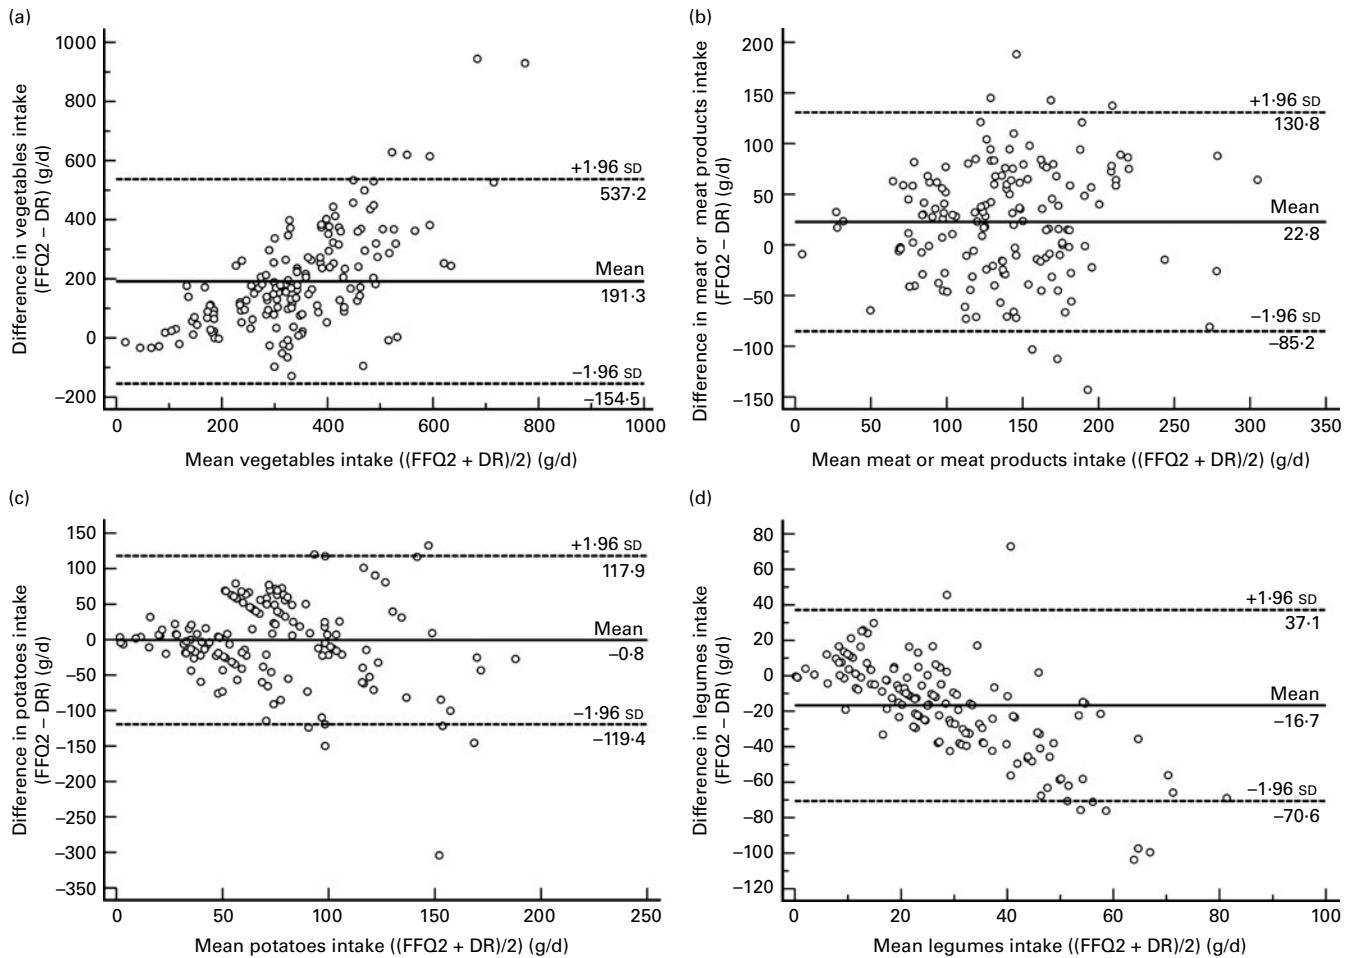 (a)
1000
800
600
400
200
0
−200
Difference in vegetables intake
(FFQ2 – DR) (g/d)
+1·96 SD
537·2
Mean
191·3
−1·96 SD
−154·5
0 200 400 600 800 1000
Mean vegetables intake ((FFQ2 + DR)/2) (g/d)
(b)
200
150
100
50
0
−50
−100
−150
Difference in meat or meat products intake
(FFQ2 – DR) (g/d)
+1·96 SD
130·8
Mean
22·8
−1·96 SD
−85·2
0 50 100 150 200 250 300 350
Mean meat or meat products intake ((FFQ2 + DR)/2) (g/d)
(c)
150
100
50
0
−50
−100
−150
−200
−250
−300
−350
Difference in potatoes intake
(FFQ2 – DR) (g/d)
+1·96 SD
117·9
Mean
−0·8
−1·96 SD
−119·4
0 50 100 150 200 250
Mean potatoes intake ((FFQ2 + DR)/2) (g/d)
(d)
80
60
40
20
0
−20
−40
−60
−80
−100
−120
Difference in legumes intake
(FFQ2 – DR) (g/d)
+1·96 SD
37·1
Mean
−16·7
−1·96 SD
−70·6
0 20 40 60 80 100
Mean legumes intake ((FFQ2 + DR)/2) (g/d)